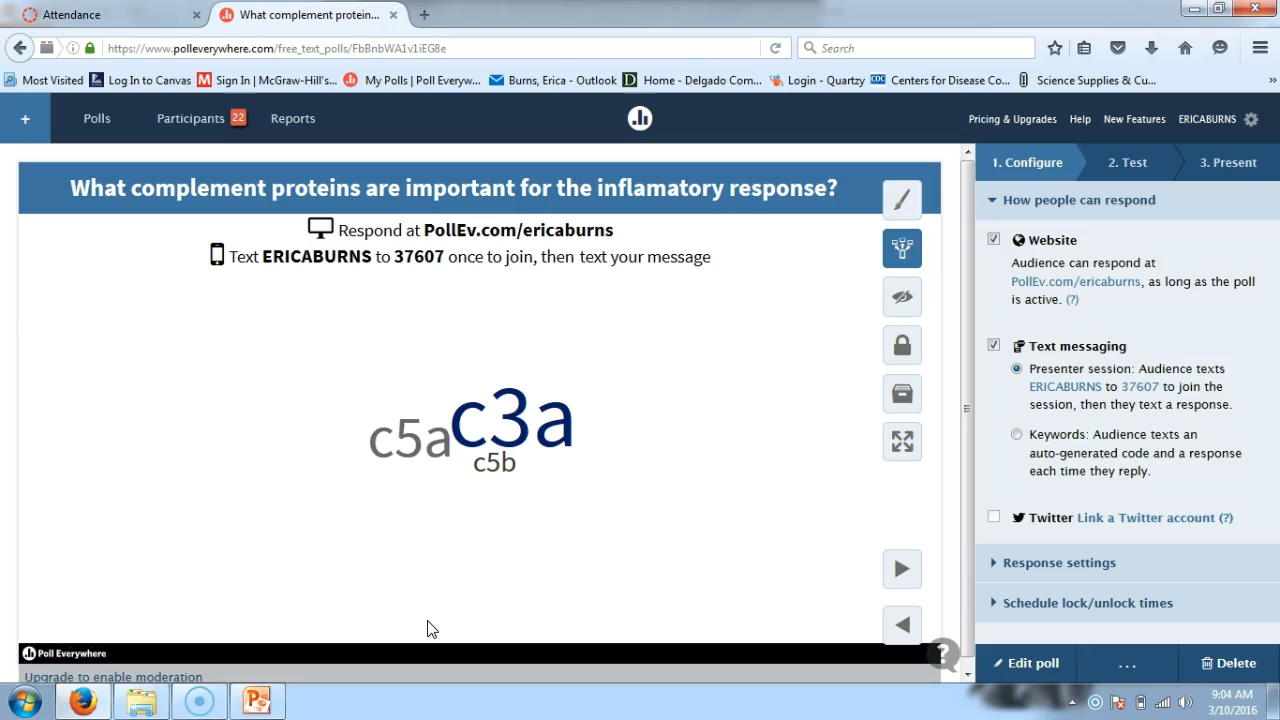 Attendance
What complement protein...
https://www.polleverywhere.com/free_text_polls/FbBnbWA1v1iEG8e
Search
Most Visited
Log In to Canvas
Sign In | McGraw-Hill's...
My Polls | Poll Everyw...
Burns, Erica - Outlook
Home - Delgado Com...
Login - Quartzy
Centers for Disease Co...
Science Supplies & Cu...
+
Polls
Participants 22
Reports
Pricing & Upgrades
Help
New Features
ERICABURNS
What complement proteins are important for the inflamatory response?
Respond at PollEv.com/ericaburns
Text ERICABURNS to 37607 once to join, then text your message
c5a c3a
c5b
Poll Everywhere
Upgrade to enable moderation
1. Configure
2. Test
3. Present
How people can respond
Website
Audience can respond at
PollEv.com/ericaburns, as long as the poll
is active. (?)
Text messaging
Presenter session: Audience texts
ERICABURNS to 37607 to join the
session, then they text a response.
Keywords: Audience texts an
auto-generated code and a response
each time they reply.
Twitter Link a Twitter account (?)
Response settings
Schedule lock/unlock times
?
Edit poll
...
Delete
9:04 AM
3/10/2016